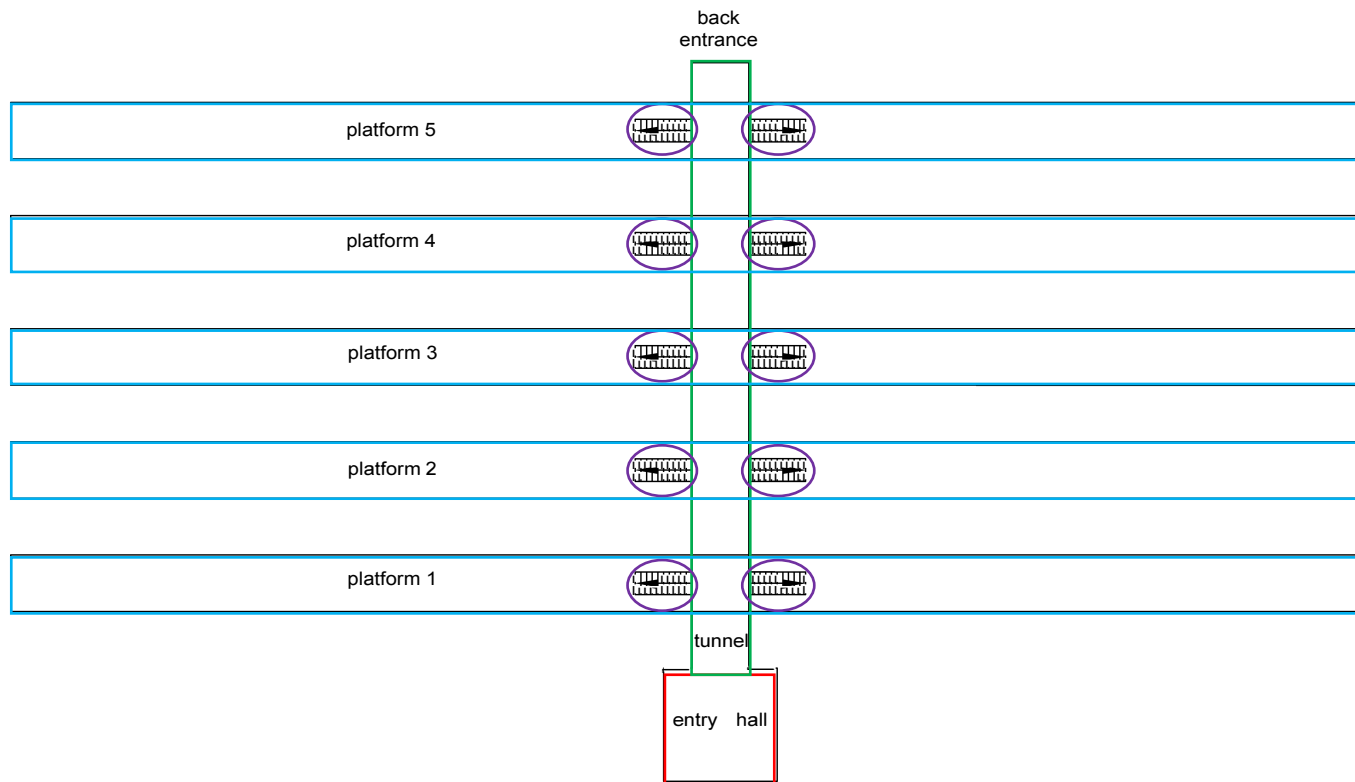 back
entrance
platform 5
platform 4
platform 3
platform 2
platform 1
tunnel
entry hall